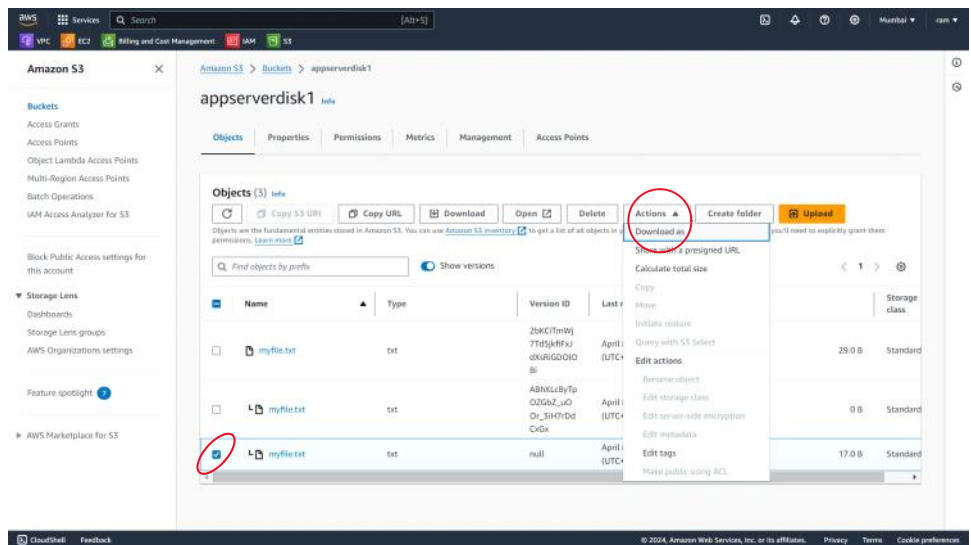 aws Services Search [Alt+S] Mumbai ram
VPC EC2 Billing and Cost Management IAM S3
Amazon S3
Buckets
Access Grants
Access Points
Object Lambda Access Points
Multi-Region Access Points
Batch Operations
IAM Access Analyzer for S3
Block Public Access settings for
this account
Storage Lens
Dashboards
Storage Lens groups
AWS Organizations settings
Feature spotlight 7
AWS Marketplace for S3
Amazon S3 > Buckets > appserverdisk1
appserverdisk1 Info
Objects Properties Permissions Metrics Management Access Points
Objects (3) Info
Copy S3 URI Copy URL Download Open Delete Actions Create folder Upload
Objects are the fundamental entities stored in Amazon S3. You can use Amazon S3 inventory to get a list of all objects in you'll need to explicitly grant them
permissions. Learn more
Find objects by prefix Show versions 1
Download as
Share with a presigned URL
Calculate total size
Copy
Move
Initiate restore
Query with S3 Select
Edit actions
Rename object
Edit storage class
Edit server-side encryption
Edit metadata
Edit tags
Make public using ACL
Name Type Version ID Storage
class
myfile.txt txt 29.0 B Standard
April
(UTC+
myfile.txt txt 0 B Standard
April
(UTC+
myfile.txt txt null 17.0 B Standard
April
(UTC+
CloudShell Feedback © 2024, Amazon Web Services, Inc. or its affiliates. Privacy Terms Cookie preferences